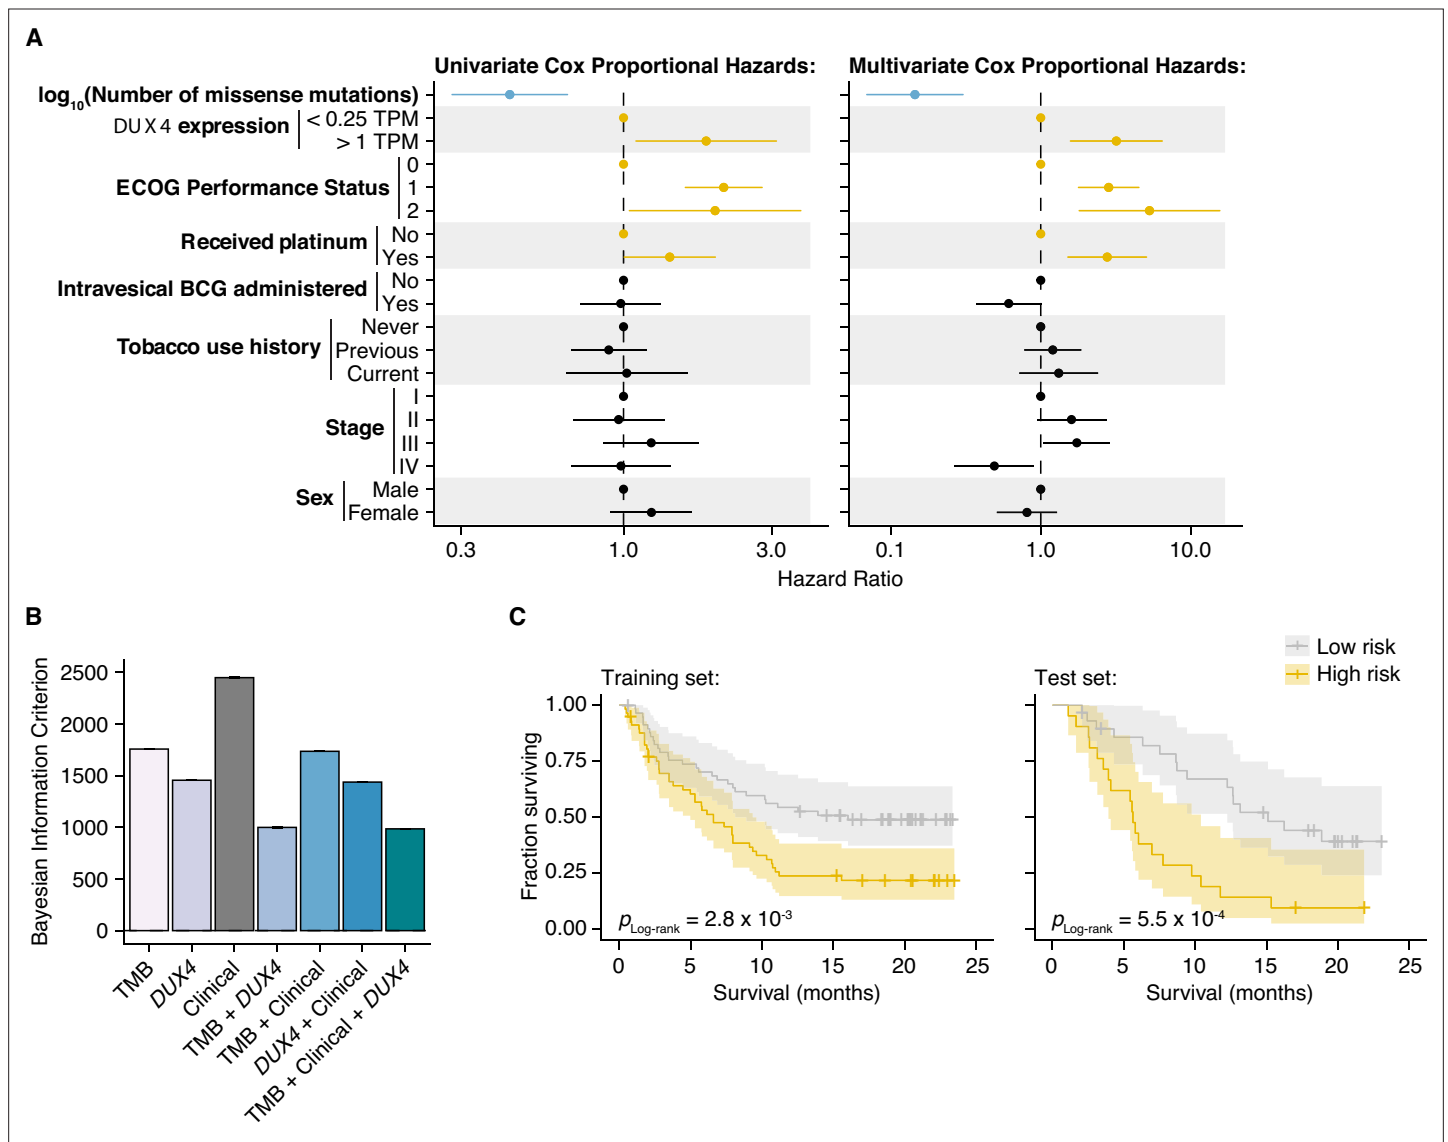 A
Univariate Cox Proportional Hazards:
Multivariate Cox Proportional Hazards:
log10(Number of missense mutations)
DUX4 expression
< 0.25 TPM
> 1 TPM
ECOG Performance Status
0
1
2
Received platinum
No
Yes
Intravesical BCG administered
No
Yes
Tobacco use history
Never
Previous
Current
Stage
I
II
III
IV
Sex
Male
Female
0.3 1.0 3.0
0.1 1.0 10.0
Hazard Ratio
B
Bayesian Information Criterion
2500
2000
1500
1000
500
0
TMB
DUX4
Clinical
TMB + DUX4
TMB + Clinical
DUX4 + Clinical
TMB + Clinical + DUX4
C
Low risk
High risk
Training set:
Fraction surviving
1.00
0.75
0.50
0.25
0.00
pLog-rank = 2.8 x 10-3
0 5 10 15 20 25
Survival (months)
Test set:
pLog-rank = 5.5 x 10-4
0 5 10 15 20 25
Survival (months)